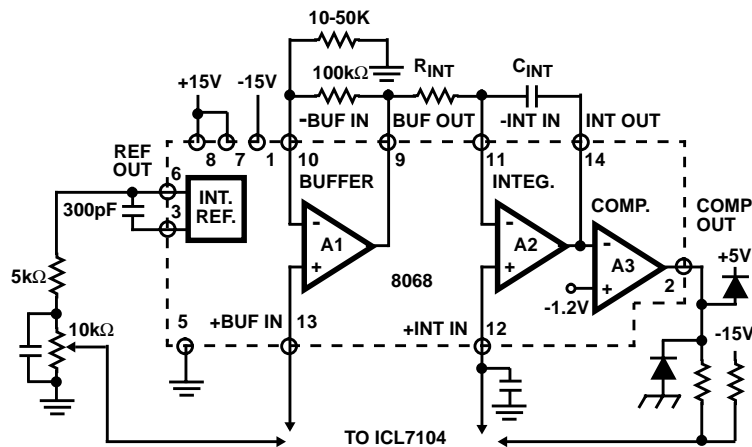 10-50K
100kΩ
RINT
CINT
+15V
-15V
-BUF IN
BUF OUT
-INT IN
INT OUT
8
7
1
10
9
11
14
REF
OUT
6
3
300pF
INT.
REF.
BUFFER
INTEG.
COMP.
COMP
OUT
-
A1
+
-
A2
+
-
A3
+
8068
-1.2V
2
+5V
5kΩ
10kΩ
5
+BUF IN
13
+INT IN
12
-15V
TO ICL7104